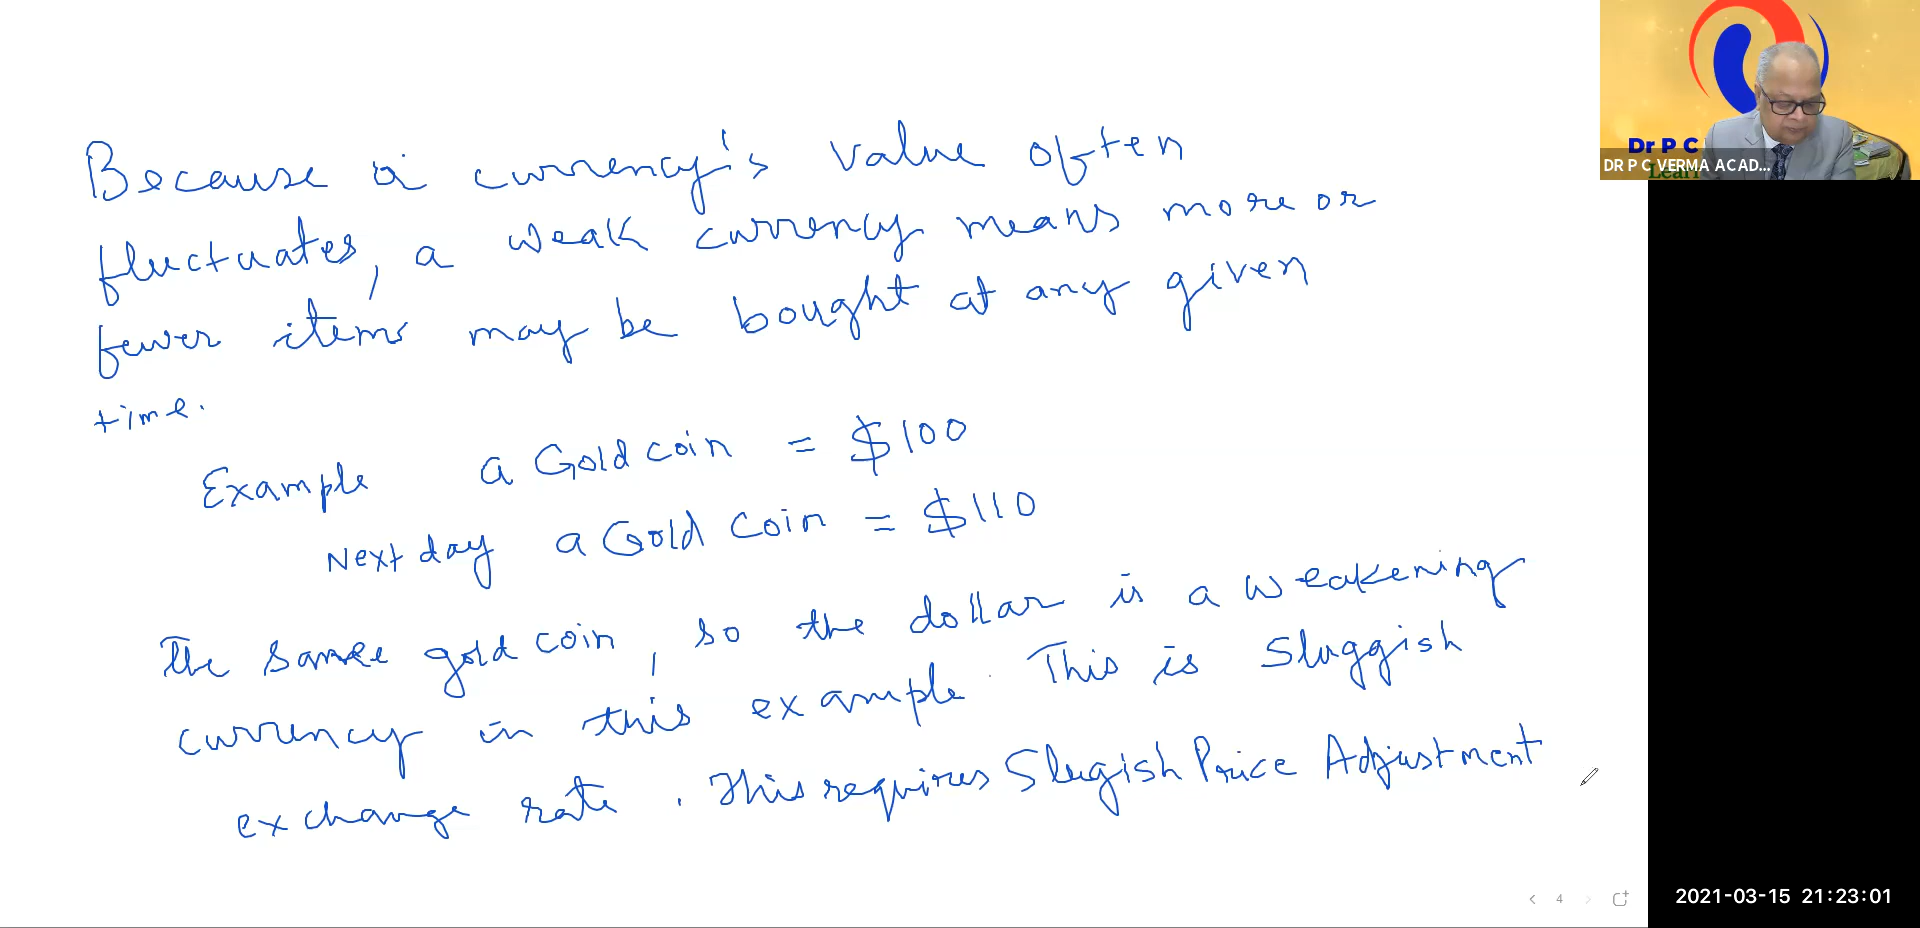 Because a currency's value often
fluctuates, a weak currency means more or
fewer items may be bought at any given
time.
Example a Gold coin = $100
Next day a Gold coin = $110
The same gold coin, so the dollar is a weakening
currency in this example. This is Sluggish
exchange rate. This requires Slugish Price Adjustment
Dr P C
DR P C VERMA ACAD...
Learn
4
2021-03-15 21:23:01